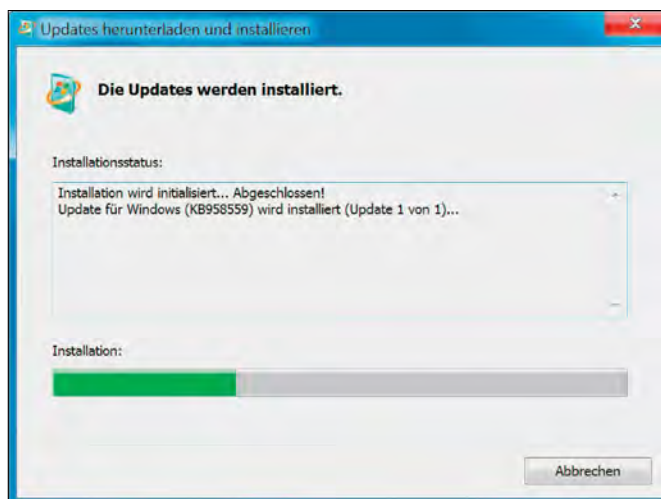 Updates herunterladen und installieren
Die Updates werden installiert.
Installationsstatus:
Installation wird initialisiert... Abgeschlossen!
Update für Windows (KB958559) wird installiert (Update 1 von 1)...
Installation:
Abbrechen